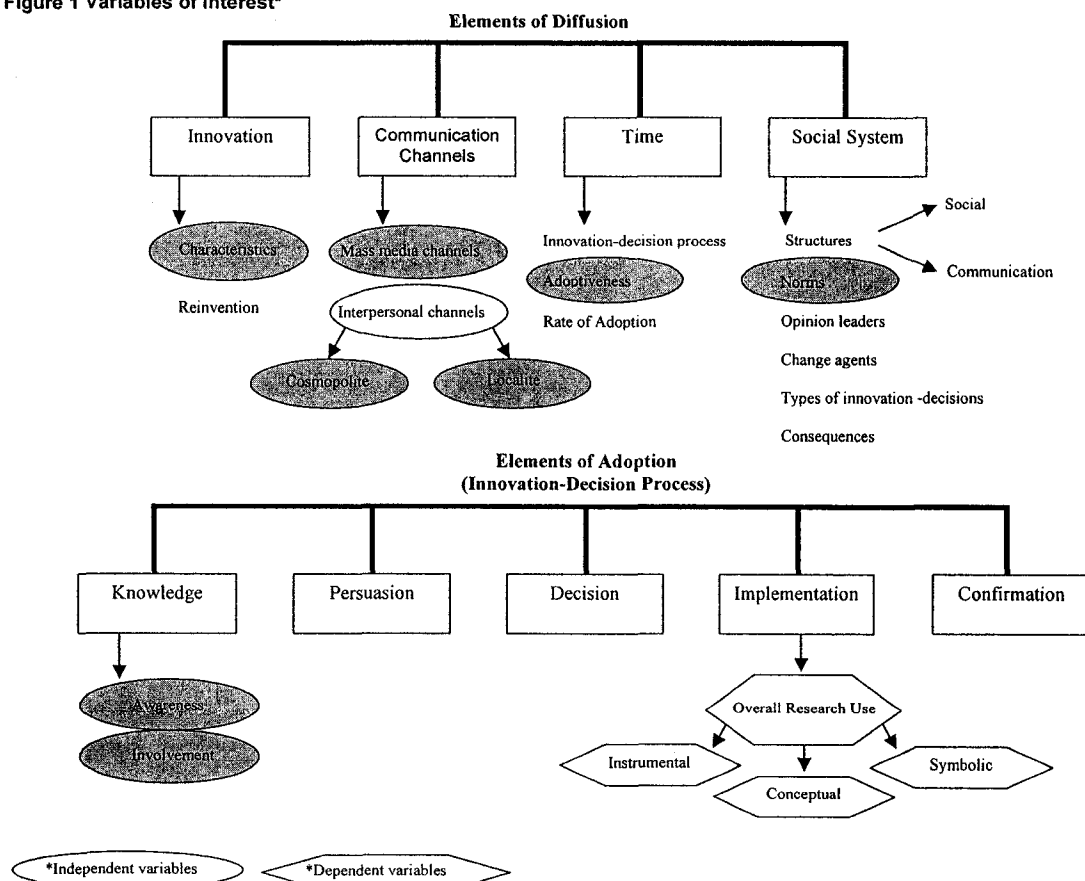 Figure 1 Variables of Interest*
Elements of Diffusion
Innovation
Communication
Channels
Time
Social System
Characteristics
Reinvention
Mass media channels
Interpersonal channels
Cosmopolite
Localite
Innovation-decision process
Adoptiveness
Rate of Adoption
Structures
Social
Communication
Norms
Opinion leaders
Change agents
Types of innovation -decisions
Consequences
Elements of Adoption
(Innovation-Decision Process)
Knowledge
Persuasion
Decision
Implementation
Confirmation
Awareness
Involvement
Overall Research Use
Instrumental
Conceptual
Symbolic
*Independent variables
*Dependent variables